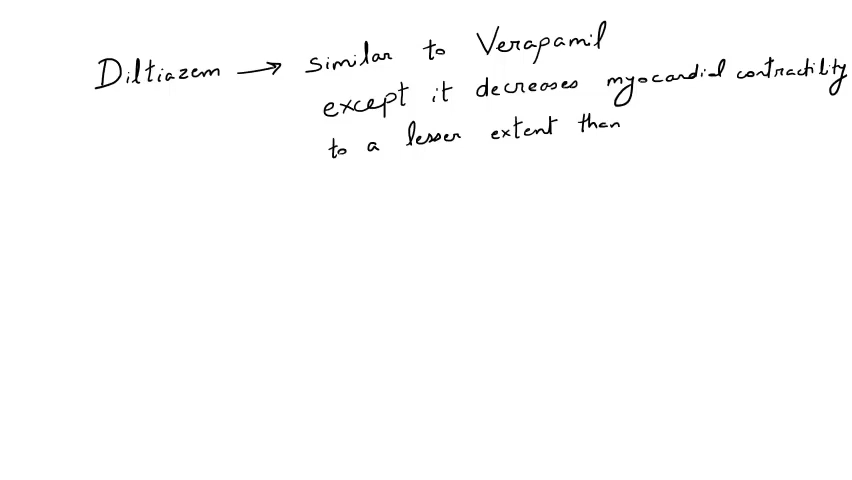 Diltiazem → similar to Verapamil
except it decreases myocardial contractility
to a lesser extent than